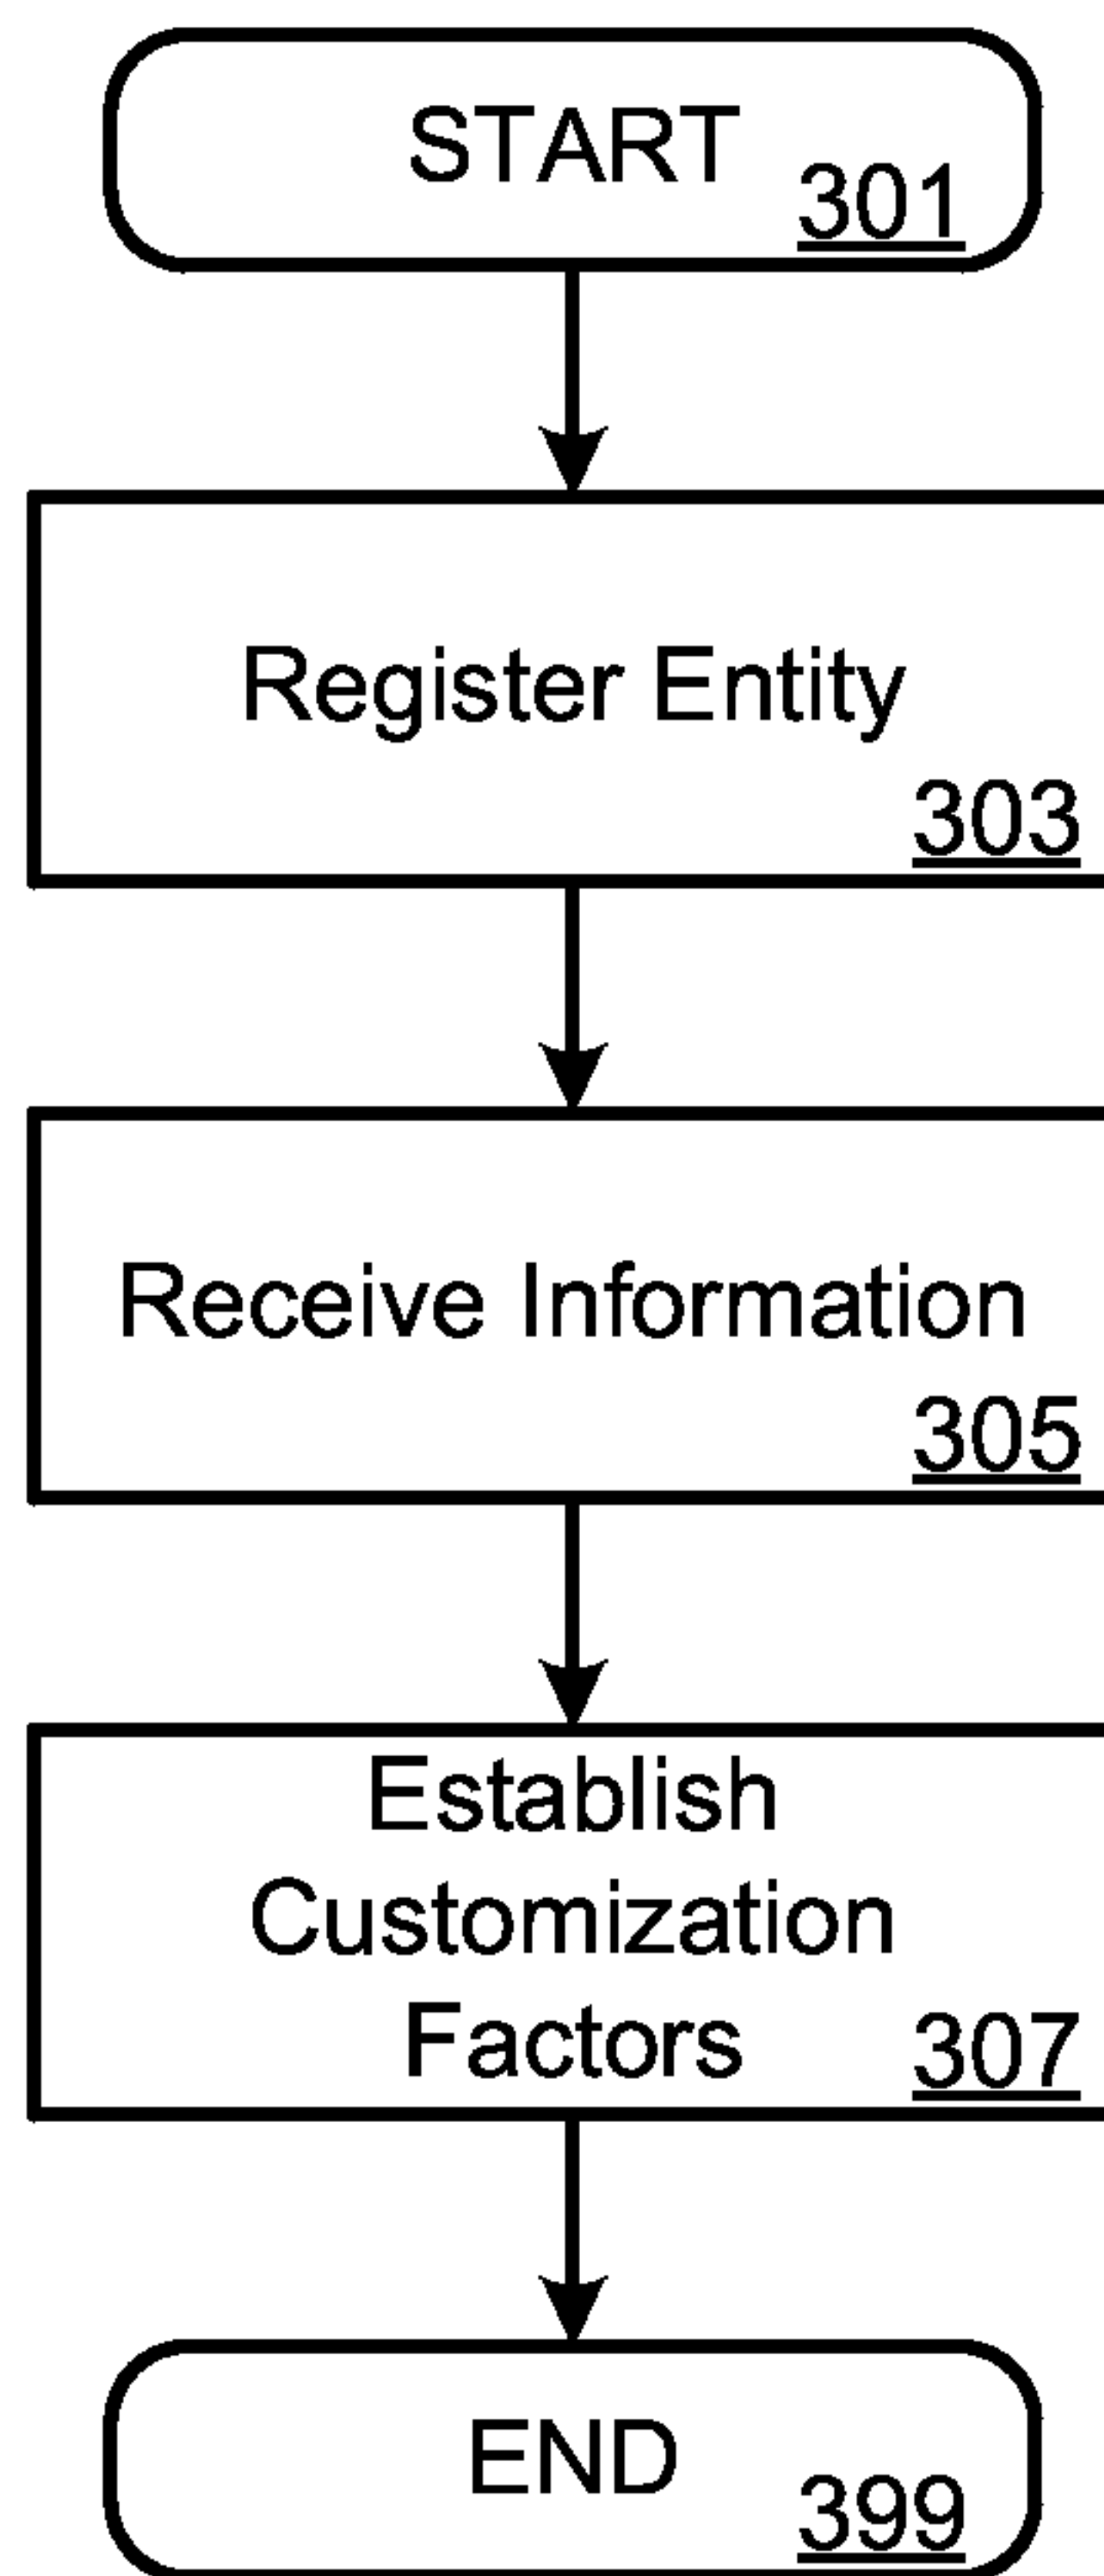 START
301
Register Entity
303
Receive Information
305
Establish
Customization
Factors
307
END
399